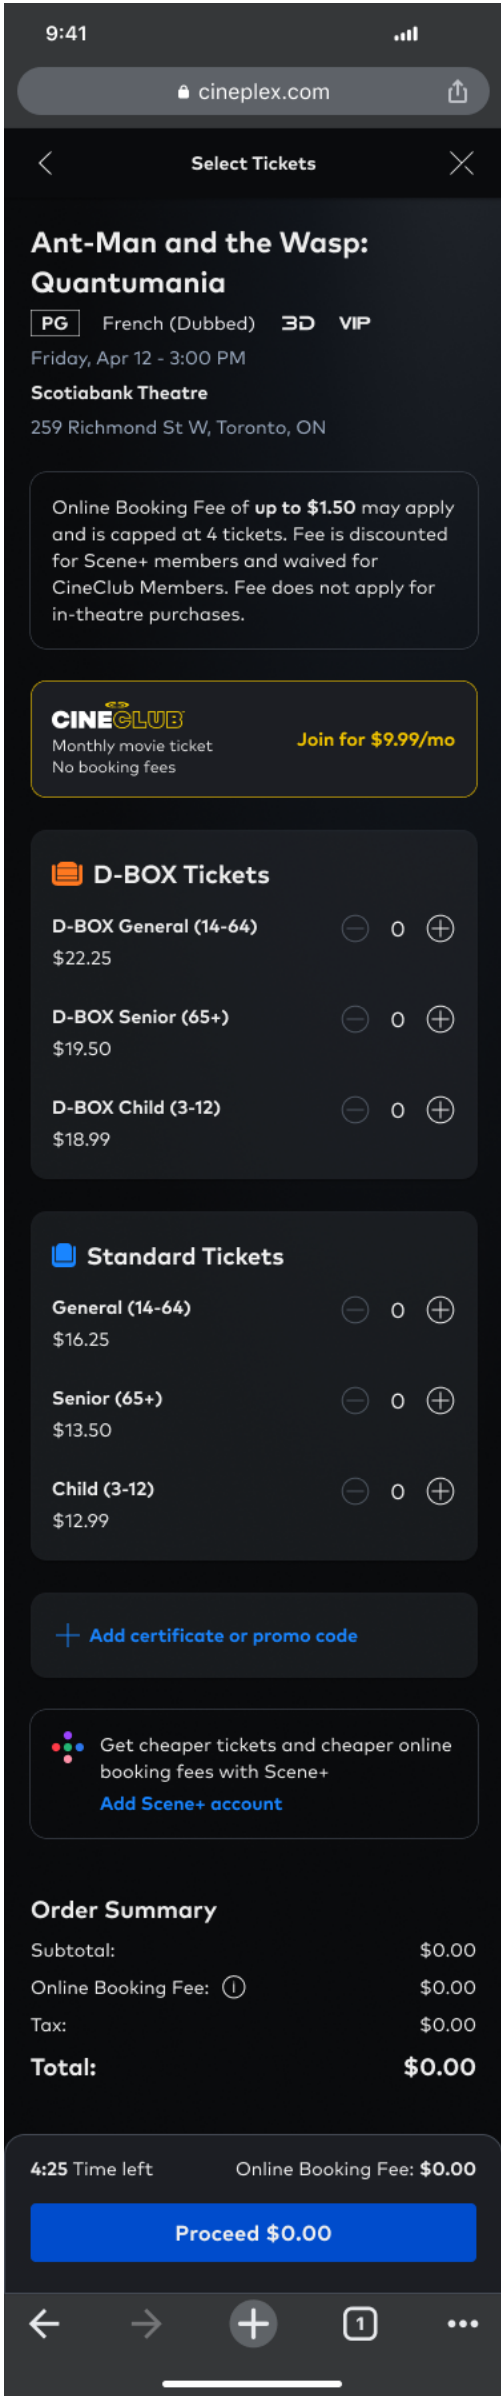 9:41
cineplex.com
Select Tickets
Ant-Man and the Wasp:
Quantumania
PG French (Dubbed) 3D VIP
Friday, Apr 12 - 3:00 PM
Scotiabank Theatre
259 Richmond St W, Toronto, ON
Online Booking Fee of up to $1.50 may apply
and is capped at 4 tickets. Fee is discounted
for Scene+ members and waived for
CineClub Members. Fee does not apply for
in-theatre purchases.
CINECLUB
Monthly movie ticket
No booking fees
Join for $9.99/mo
D-BOX Tickets
D-BOX General (14-64)
$22.25
0
D-BOX Senior (65+)
$19.50
0
D-BOX Child (3-12)
$18.99
0
Standard Tickets
General (14-64)
$16.25
0
Senior (65+)
$13.50
0
Child (3-12)
$12.99
0
Add certificate or promo code
Get cheaper tickets and cheaper online
booking fees with Scene+
Add Scene+ account
Order Summary
Subtotal: $0.00
Online Booking Fee: $0.00
Tax: $0.00
Total: $0.00
4:25 Time left Online Booking Fee: $0.00
Proceed $0.00
1